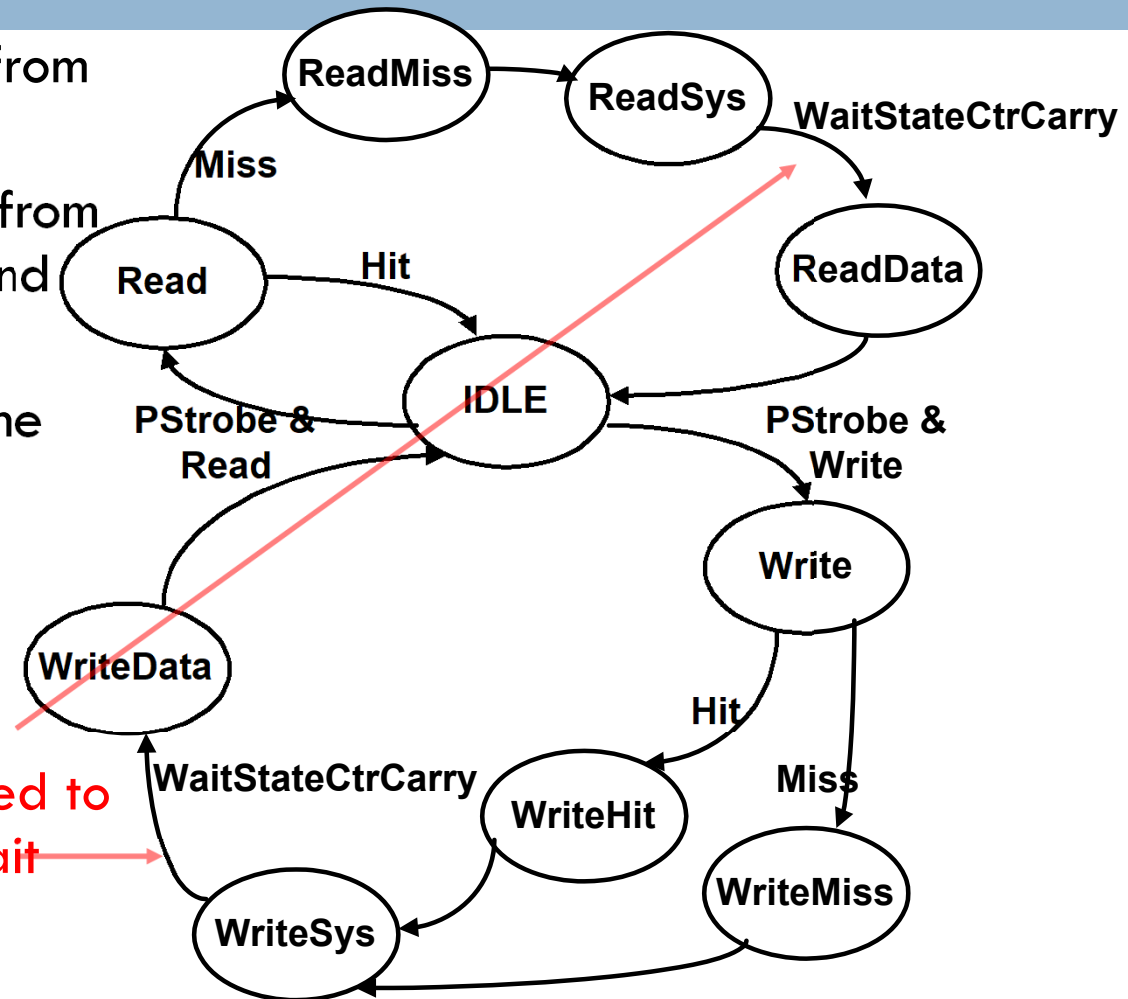 from
ReadMiss
ReadSys
WaitStateCtrCarry
Miss
from
nd
Read
Hit
ReadData
IDLE
PStrobe &
Read
PStrobe &
Write
Write
WriteData
Hit
WaitStateCtrCarry
Miss
ed to
WriteHit
ait
WriteMiss
WriteSys